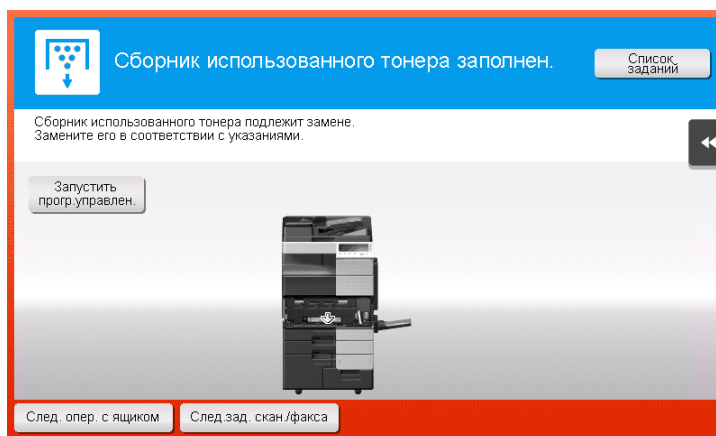 Сборник использованного тонера заполнен.
Список
заданий
Сборник использованного тонера подлежит замене.
Замените его в соответствии с указаниями.
Запустить
прогр.управлен.
След. опер. с ящиком
След.зад. скан./факса